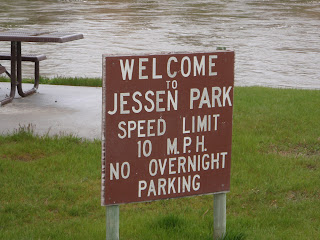 WELCOME
TO
JESSEN PARK
SPEED LIMIT
10 M.P.H.
NO OVERNIGHT
PARKING